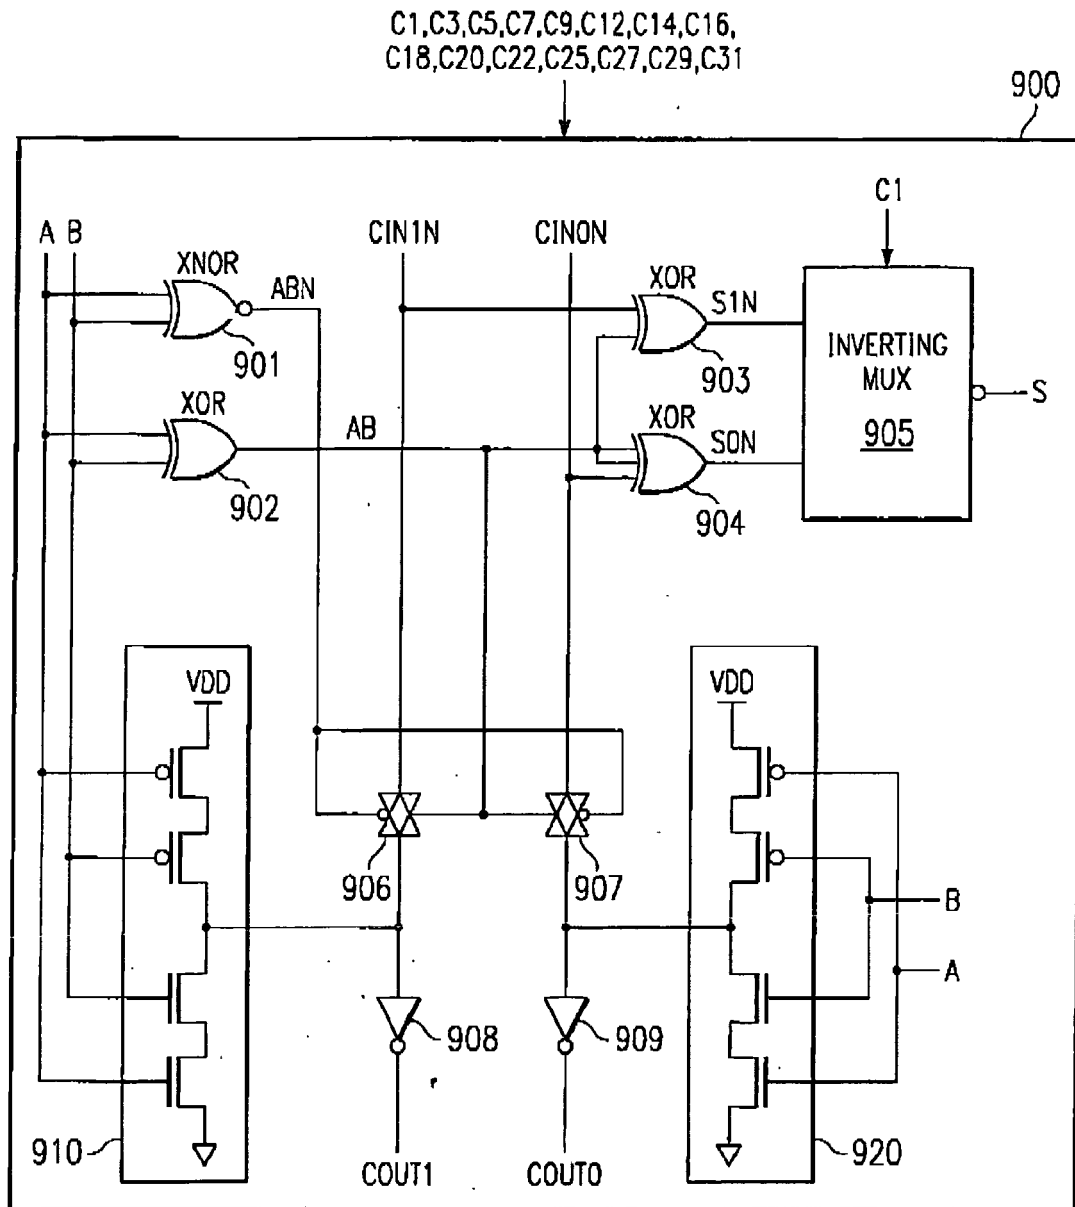 C1,C3,C5,C7,C9,C12,C14,C16,
C18,C20,C22,C25,C27,C29,C31
900
C1
A B
CIN1N
CIN0N
XNOR
ABN
901
XOR
S1N
903
INVERTING
MUX
905
S
XOR
AB
902
XOR
S0N
904
VDD
VDD
906
907
B
A
908
909
910
920
COUT1
COUT0